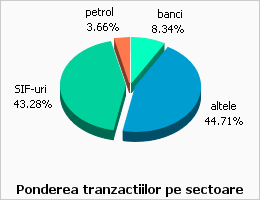 petrol
3.66%
banci
8.34%
SIF-uri
43.28%
altele
44.71%
Ponderea tranzactiilor pe sectoare